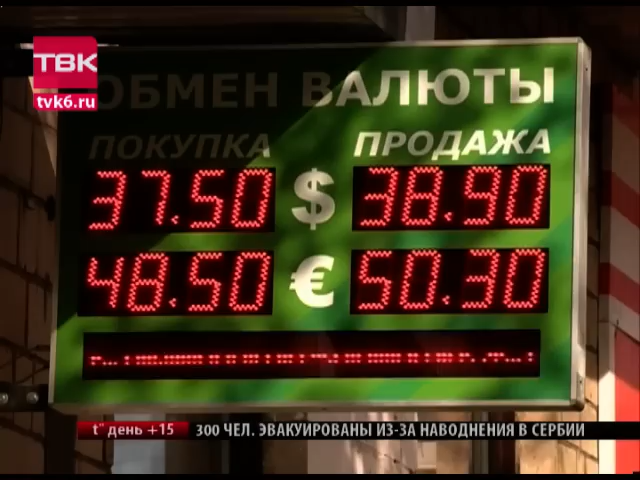 ТВК
tvk6.ru
ОБМЕН ВАЛЮТЫ
ПОКУПКА ПРОДАЖА
37.50 $ 38.90
48.50 € 50.30
t° день +15 300 ЧЕЛ. ЭВАКУИРОВАНЫ ИЗ-ЗА НАВОДНЕНИЯ В СЕРБИИ